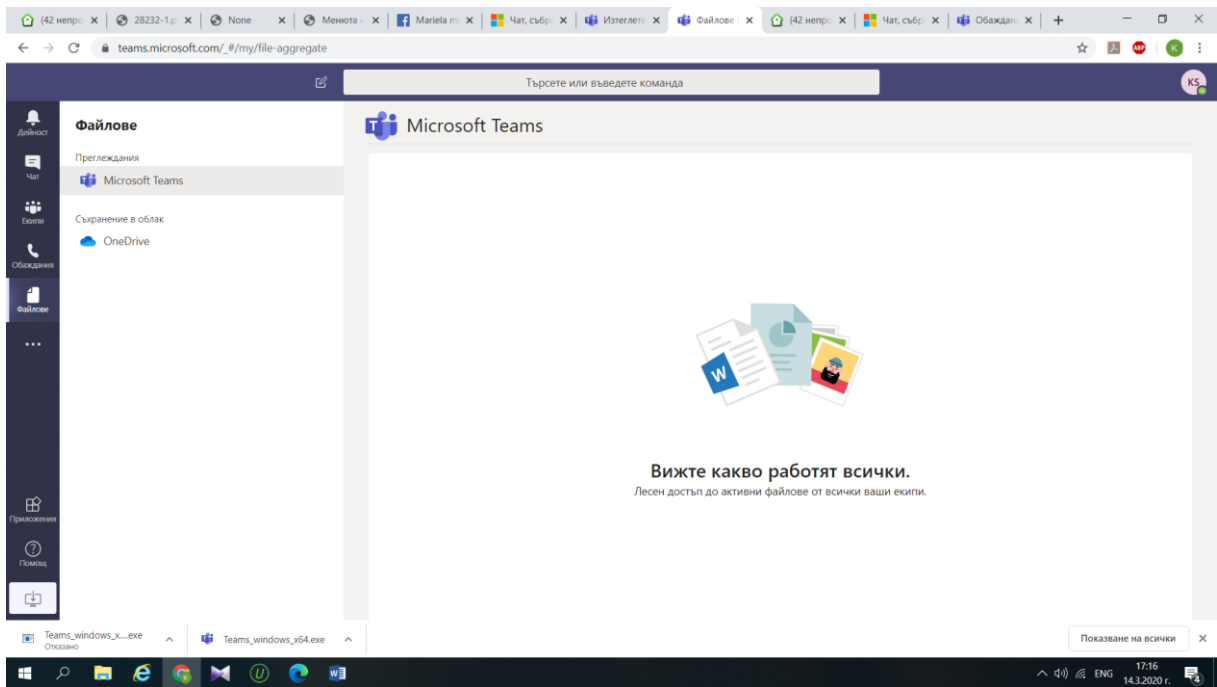 (42 непро
28232-1.p
None
Менюта
Mariela m
Чат, събр
Изтеглете
Файлове |
(42 непро
Чат, събр
Обаждан
teams.microsoft.com/_#/my/file-aggregate
ABP
K
Търсете или въведете команда
KS
Дейност
Чат
Екипи
Обаждания
Файлове
Приложения
Помощ
Файлове
Преглеждания
Microsoft Teams
Съхранение в облак
OneDrive
Microsoft Teams
W
Вижте какво работят всички.
Лесен достъп до активни файлове от всички ваши екипи.
Teams_windows_x....exe
Отказано
Teams_windows_x64.exe
Показване на всички
ENG
17:16
14.3.2020 г.
4